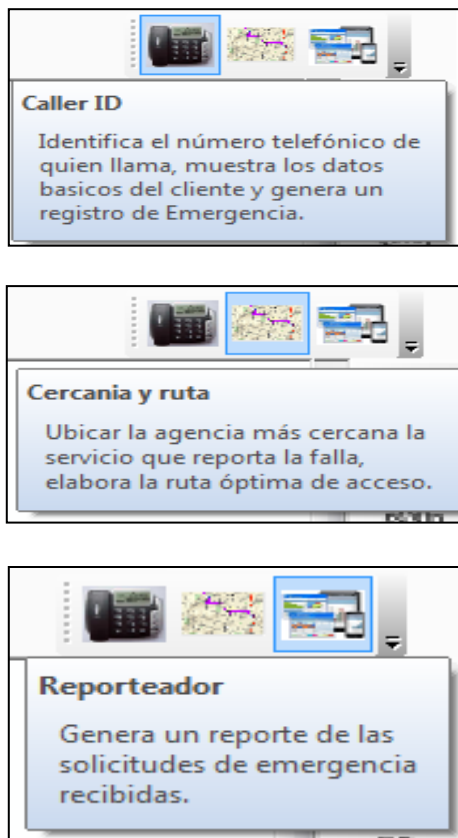 Caller ID
Identifica el número telefónico de
quien llama, muestra los datos
basicos del cliente y genera un
registro de Emergencia.
Cercania y ruta
Ubicar la agencia más cercana la
servicio que reporta la falla,
elabora la ruta óptima de acceso.
Reporteador
Genera un reporte de las
solicitudes de emergencia
recibidas.